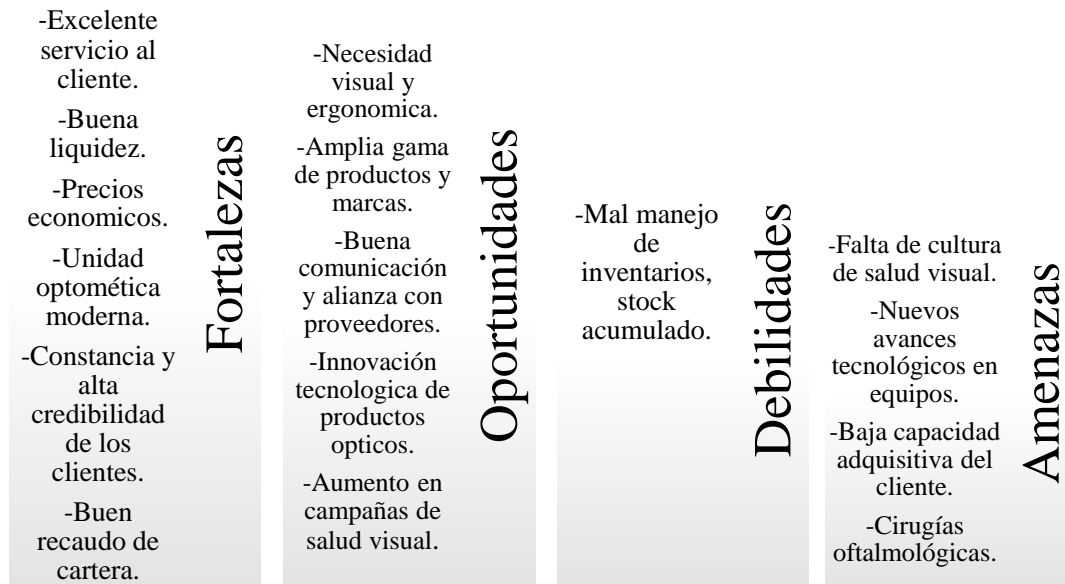 -Excelente
servicio al
cliente.
-Buena
liquidez.
-Precios
economicos.
-Unidad
optomética
moderna.
-Constancia y
alta
credibilidad
de los
clientes.
-Buen
recaudo de
cartera.
Fortalezas
-Necesidad
visual y
ergonomica.
-Amplia gama
de productos y
marcas.
-Buena
comunicación
y alianza con
proveedores.
-Innovación
tecnologica de
productos
opticos.
-Aumento en
campañas de
salud visual.
Oportunidades
-Mal manejo
de
inventarios,
stock
acumulado.
Debilidades
-Falta de cultura
de salud visual.
-Nuevos
avances
tecnológicos en
equipos.
-Baja capacidad
adquisitiva del
cliente.
-Cirugías
oftalmológicas.
Amenazas